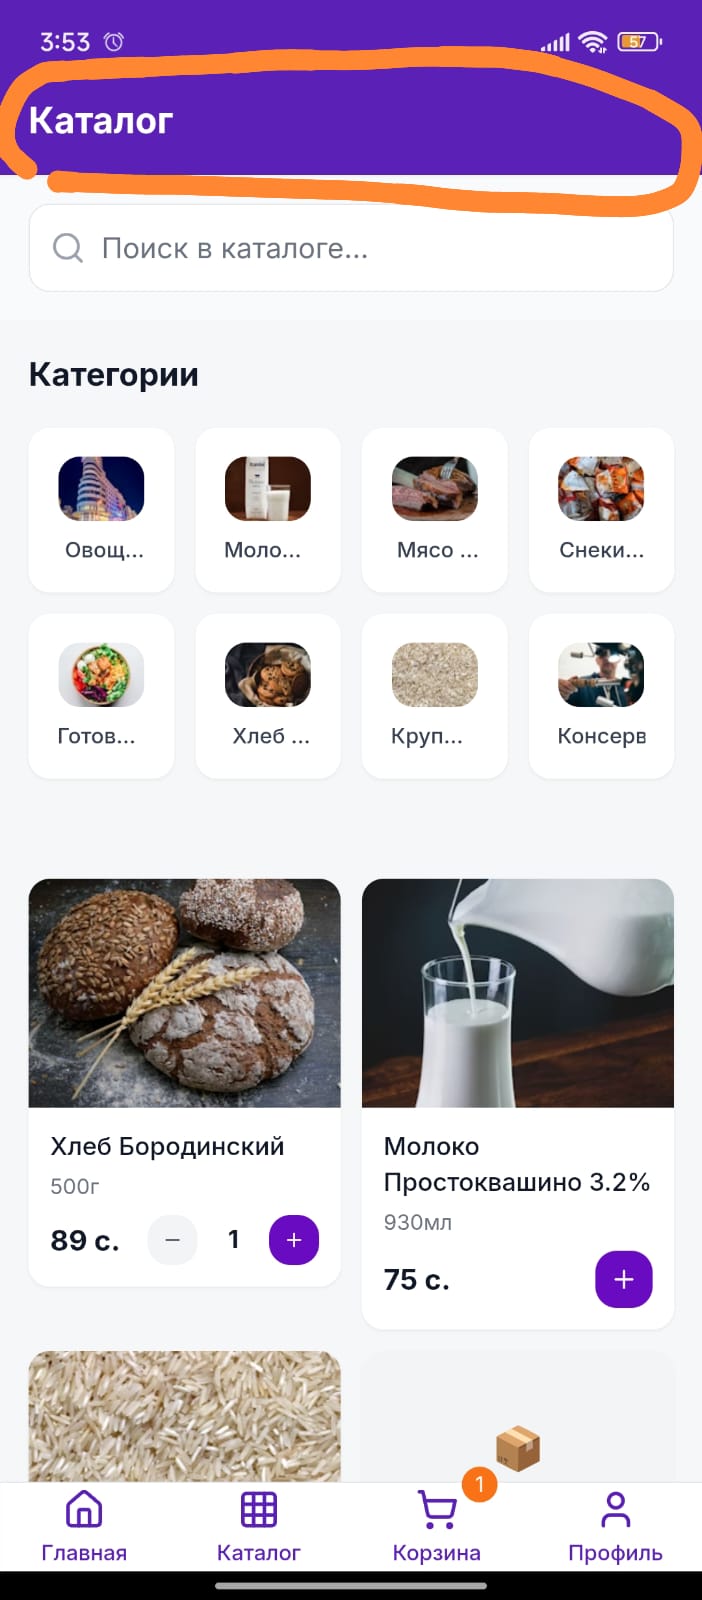 3:53
57
Каталог
Поиск в каталоге...
Категории
Овощ...
Моло...
Мясо ...
Снеки...
Готов...
Хлеб ...
Круп...
Консерв
Хлеб Бородинский
500г
89 с.
− 1 +
Молоко
Простоквашино 3.2%
930мл
75 с.
+
1
Главная
Каталог
Корзина
Профиль